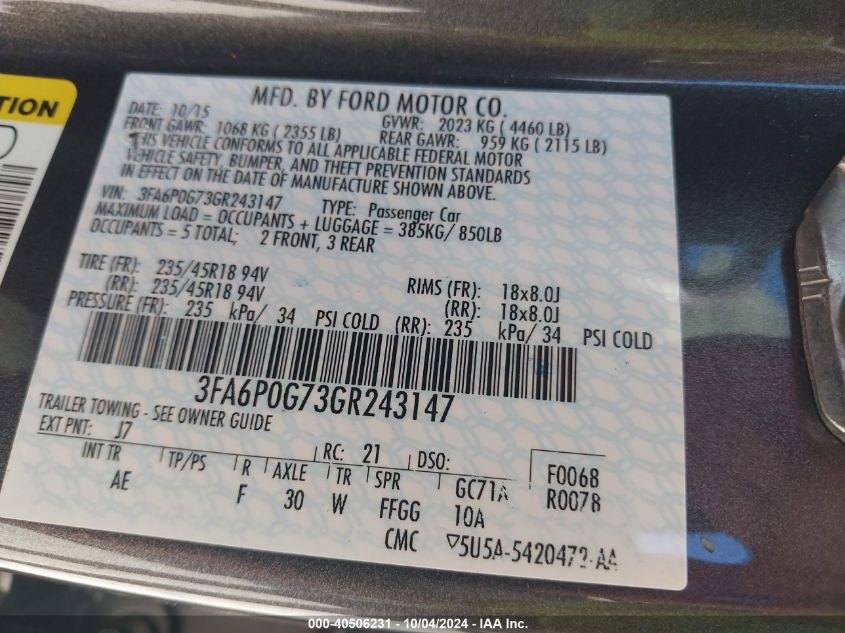 TION
MFD. BY FORD MOTOR CO.
DATE: 10/15 GVWR: 2023 KG ( 4460 LB)
FRONT GAWR: 1068 KG ( 2355 LB) REAR GAWR: 959 KG ( 2115 LB)
THIS VEHICLE CONFORMS TO ALL APPLICABLE FEDERAL MOTOR
VEHICLE SAFETY, BUMPER, AND THEFT PREVENTION STANDARDS
IN EFFECT ON THE DATE OF MANUFACTURE SHOWN ABOVE.
VIN: 3FA6P0G73GR243147 TYPE: Passenger Car
MAXIMUM LOAD = OCCUPANTS + LUGGAGE = 385KG/ 850LB
OCCUPANTS = 5 TOTAL; 2 FRONT, 3 REAR
TIRE (FR): 235/45R18 94V RIMS (FR): 18x8.0J
(RR): 235/45R18 94V (RR): 18x8.0J
PRESSURE (FR): 235 kPa/ 34 PSI COLD (RR): 235 kPa/ 34 PSI COLD
3FA6P0G73GR243147
TRAILER TOWING - SEE OWNER GUIDE
EXT PNT: J7 RC: 21 DSO: F0068
INT TR TP/PS R AXLE TR SPR GC71A R0078
AE F 30 W FFGG 10A
CMC ▽5U5A-5420472-AA
000-40506231 - 10/04/2024 - © IAA Inc.